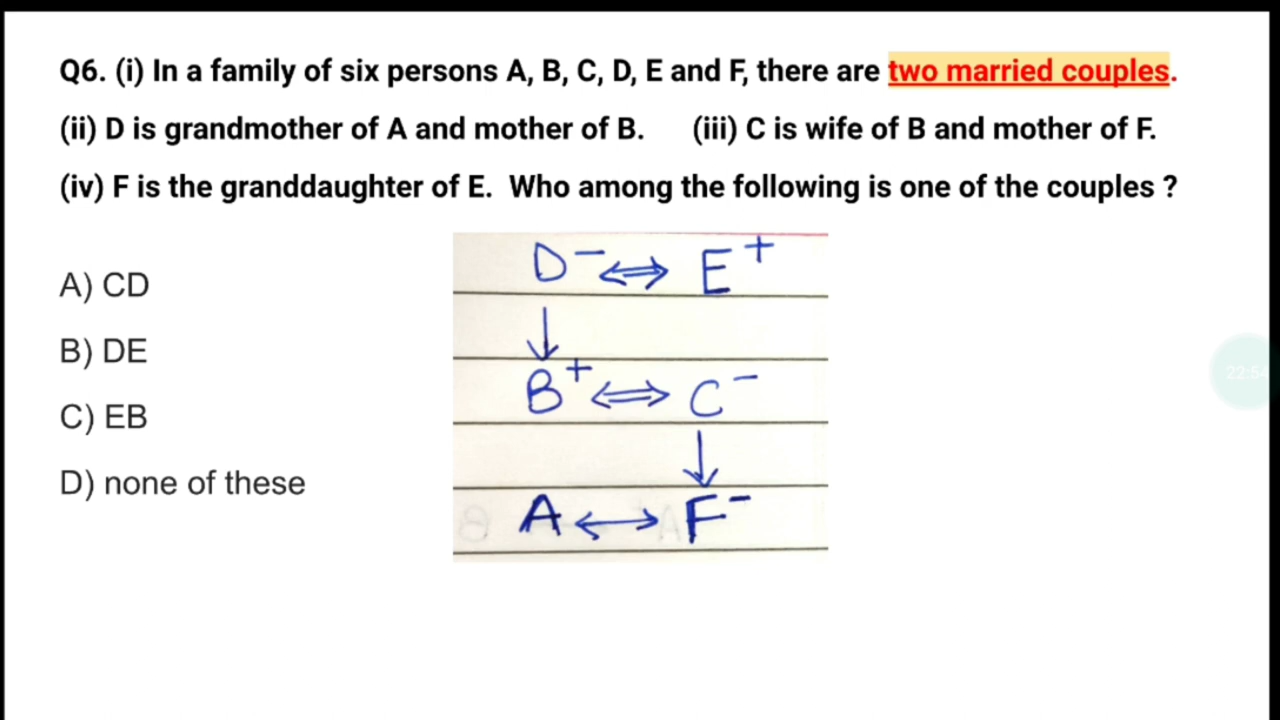 Q6. (i) In a family of six persons A, B, C, D, E and F, there are two married couples.
(ii) D is grandmother of A and mother of B. (iii) C is wife of B and mother of F.
(iv) F is the granddaughter of E. Who among the following is one of the couples ?
A) CD
B) DE
C) EB
D) none of these
D⁻ ⇔ E⁺
↓
B⁺ ⇔ C⁻
↓
A ↔ F⁻
22:54